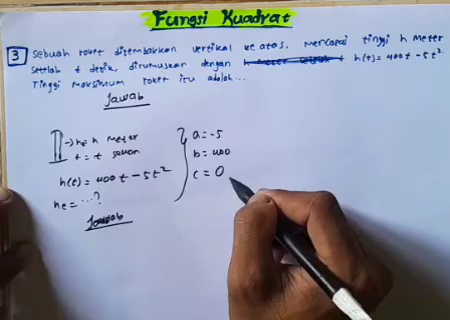 Fungsi Kuadrat
3 Sebuah roket ditembakkan vertikal ke atas. Mencapai tinggi h meter
Setelah t detik, dirumuskan dengan h(t) = 400t - 5t²
Tinggi maksimum roket itu adalah...
Jawab
→ h = h meter
t = t sekon
h(t) = 400t - 5t²
ht = ...?
Jawab
a = -5
b = 400
c = 0